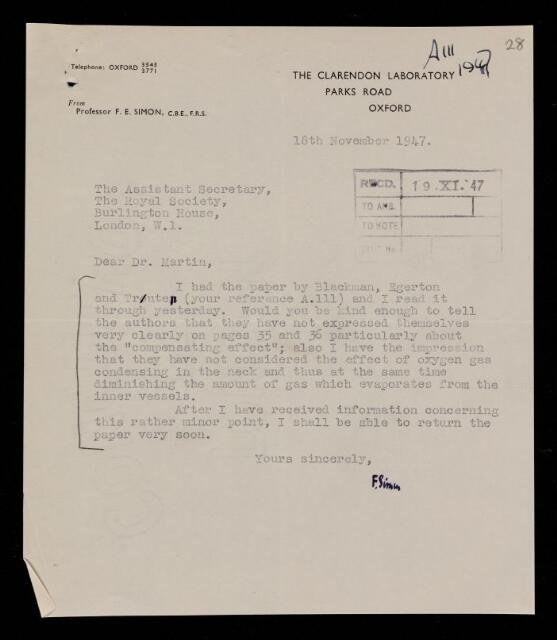 28
A111
1947
Telephone: OXFORD 3545
3771
THE CLARENDON LABORATORY
PARKS ROAD
OXFORD
From
Professor F. E. SIMON, C.B.E., F.R.S.
18th November 1947.
RECD. 19.XI.'47
TO AMB.
TO NOTE
The Assistant Secretary,
The Royal Society,
Burlington House,
London, W.1.
Dear Dr. Martin,
I had the paper by Blackman, Egerton
and Truter (your reference A.111) and I read it
through yesterday. Would you be kind enough to tell
the authors that they have not expressed themselves
very clearly on pages 35 and 36 particularly about
the "compensating effect"; also I have the impression
that they have not considered the effect of oxygen gas
condensing in the neck and thus at the same time
diminishing the amount of gas which evaporates from the
inner vessels.
After I have received information concerning
this rather minor point, I shall be able to return the
paper very soon.
Yours sincerely,
F. Simon